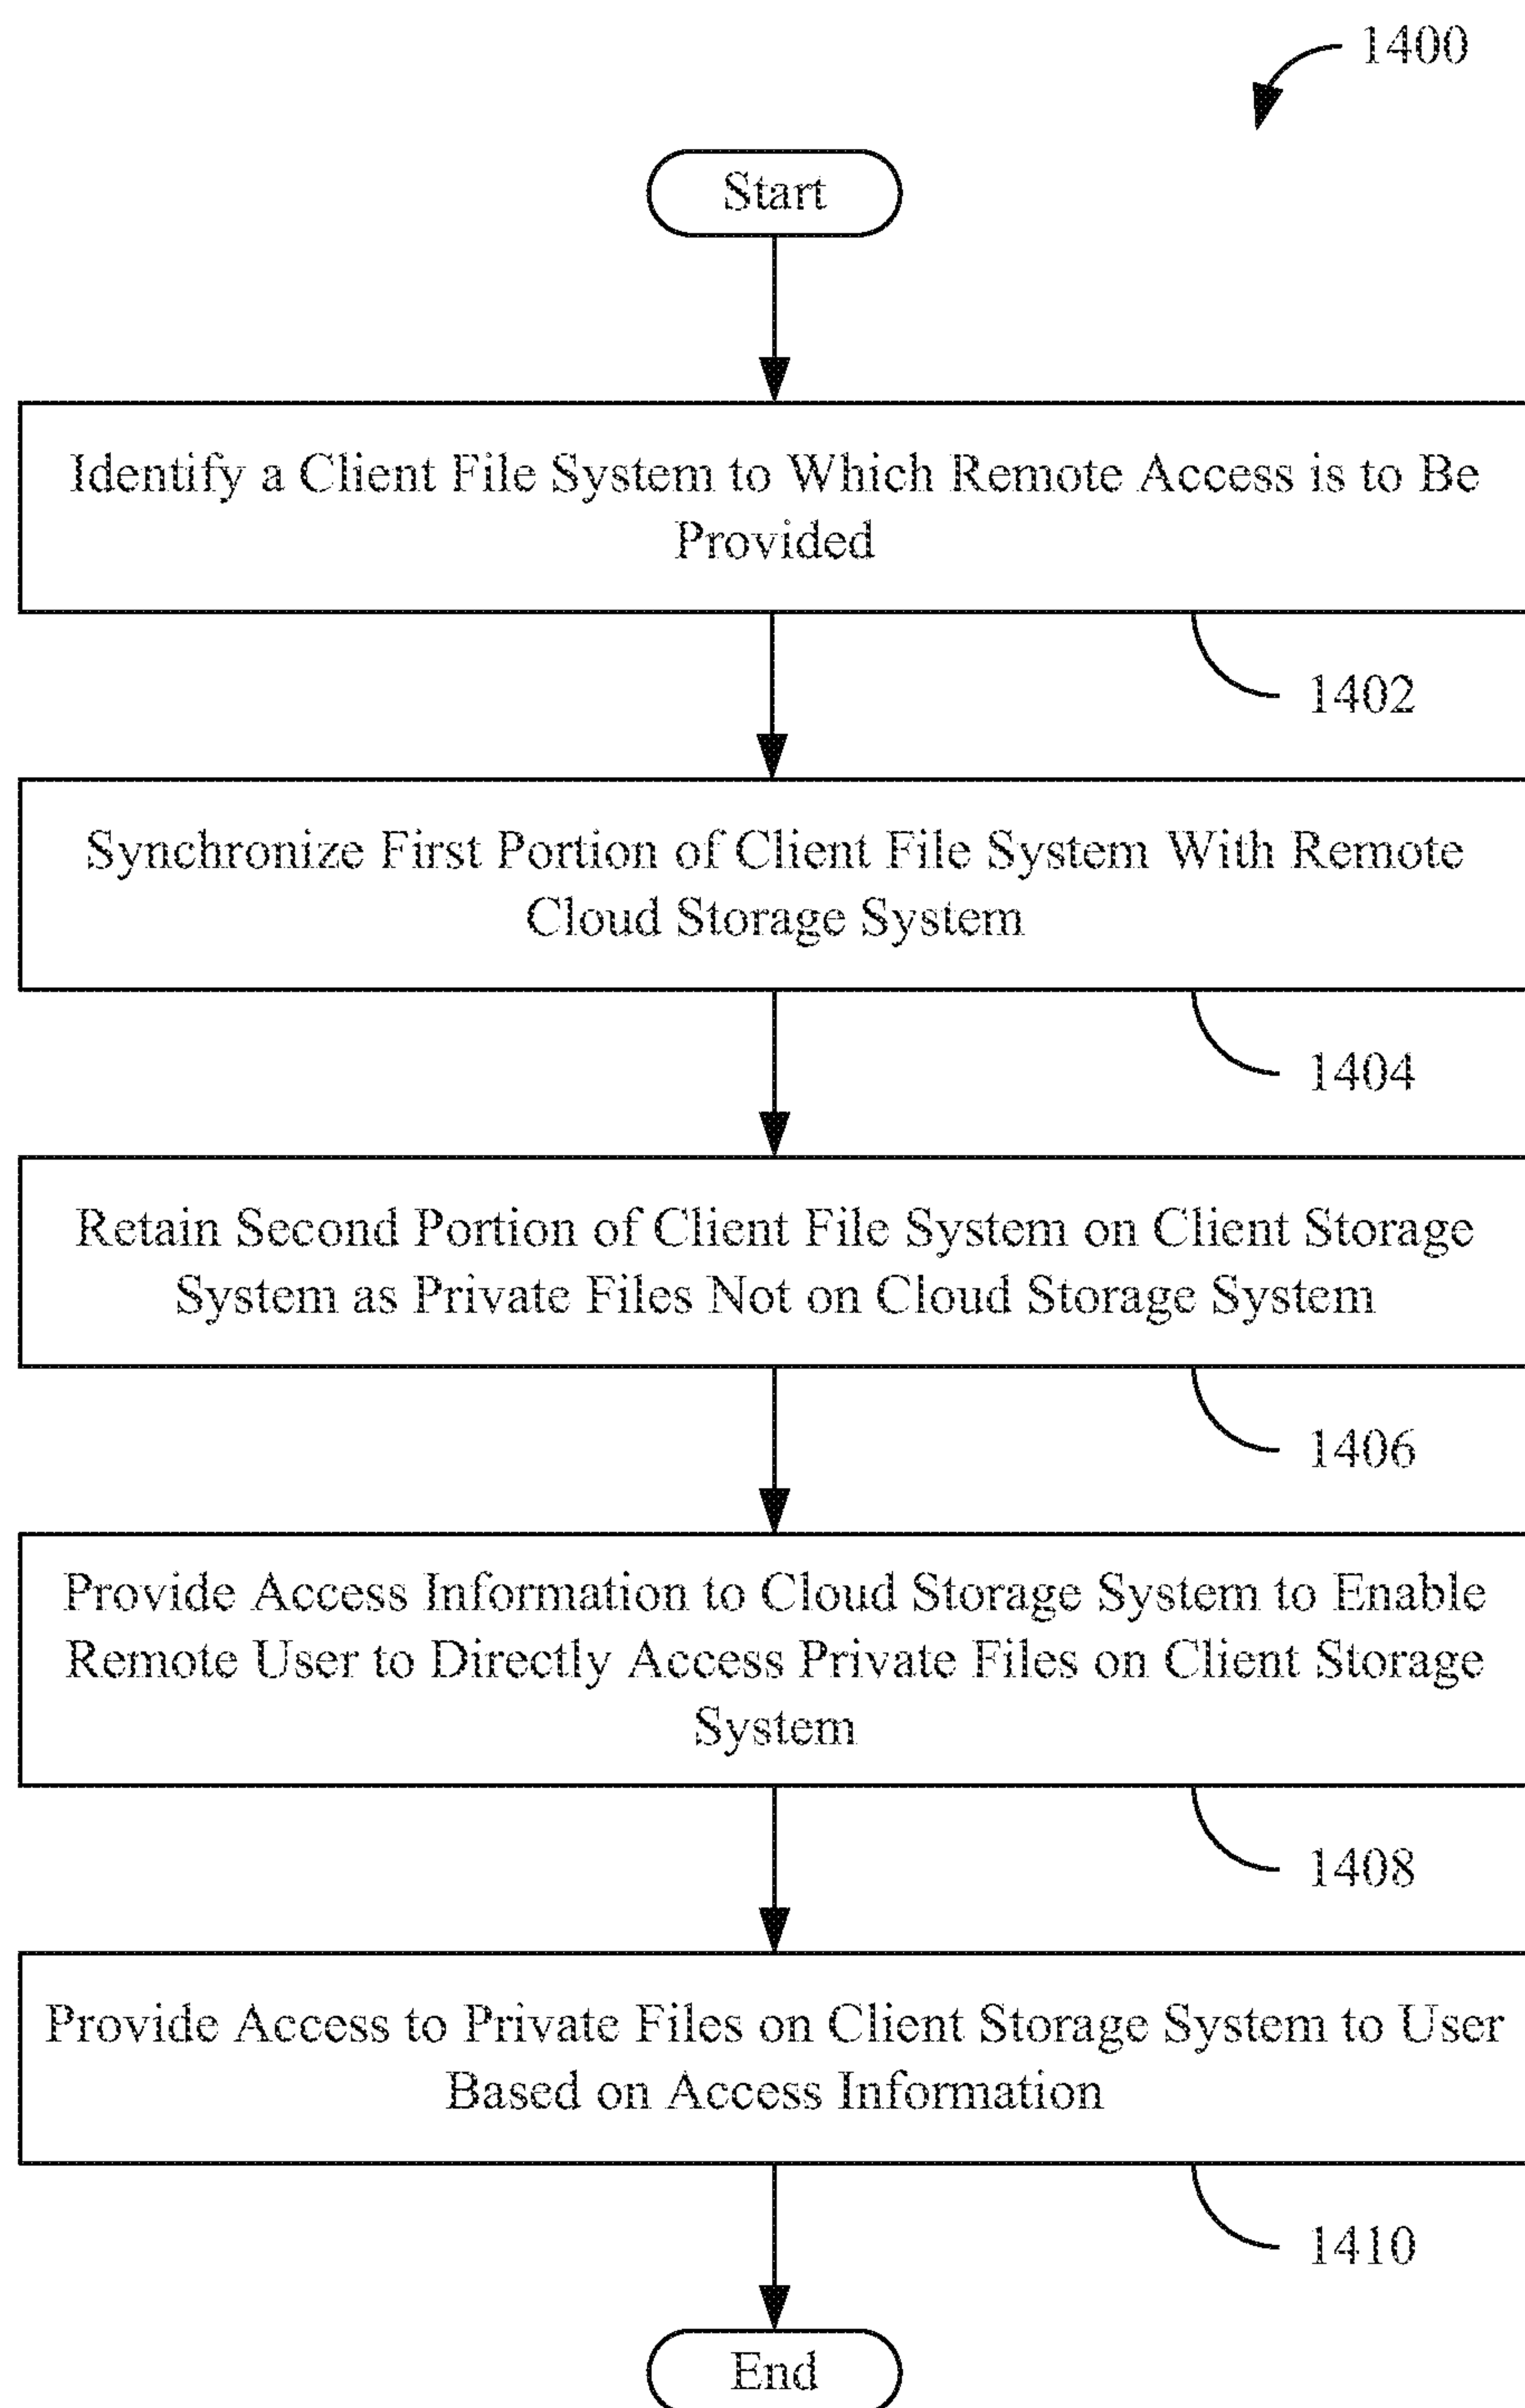 1400
Start
Identify a Client File System to Which Remote Access is to Be
Provided
1402
Synchronize First Portion of Client File System With Remote
Cloud Storage System
1404
Retain Second Portion of Client File System on Client Storage
System as Private Files Not on Cloud Storage System
1406
Provide Access Information to Cloud Storage System to Enable
Remote User to Directly Access Private Files on Client Storage
System
1408
Provide Access to Private Files on Client Storage System to User
Based on Access Information
1410
End